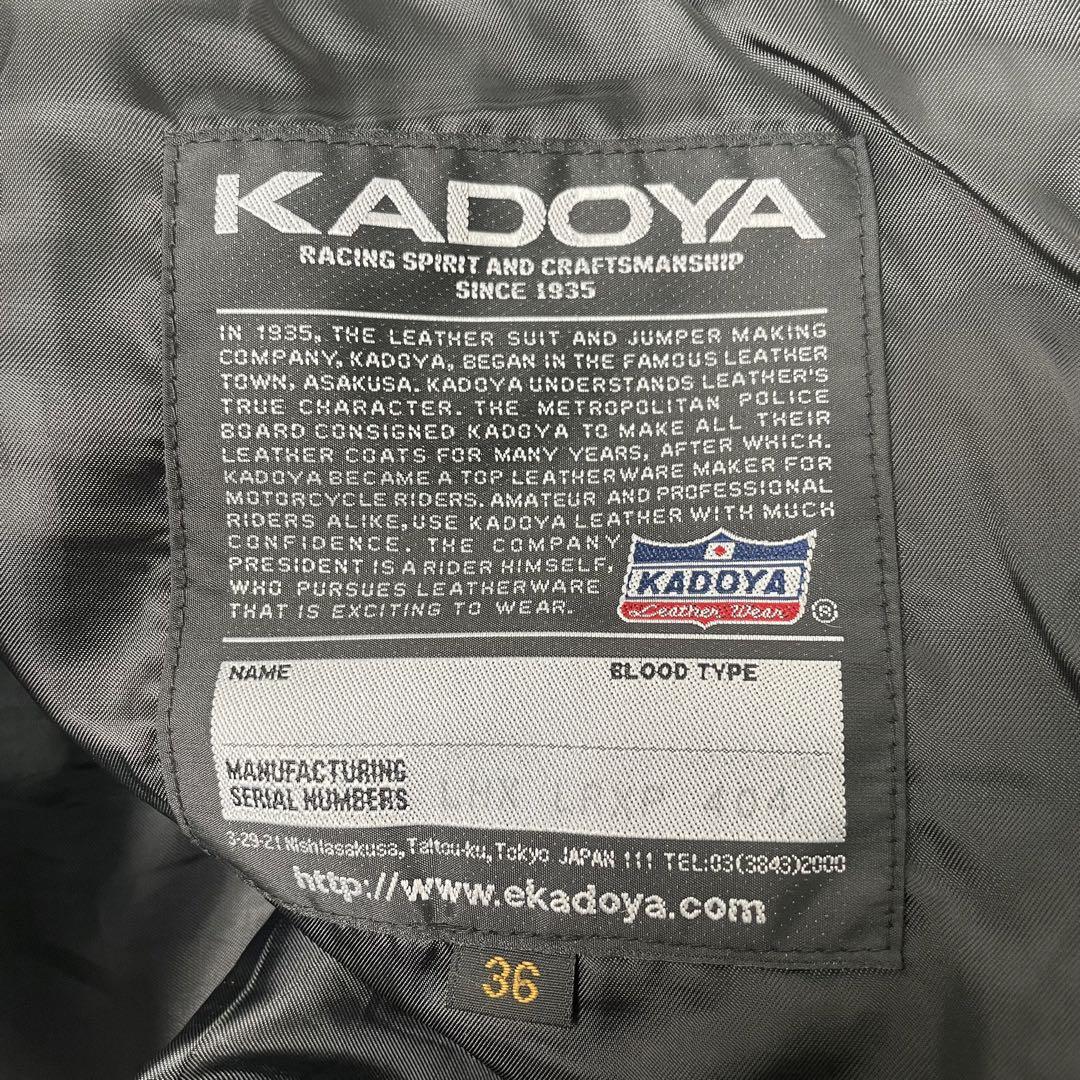 KADOYA
RACING SPIRIT AND CRAFTSMANSHIP
SINCE 1935
IN 1935, THE LEATHER SUIT AND JUMPER MAKING
COMPANY, KADOYA, BEGAN IN THE FAMOUS LEATHER
TOWN, ASAKUSA. KADOYA UNDERSTANDS LEATHER'S
TRUE CHARACTER. THE METROPOLITAN POLICE
BOARD CONSIGNED KADOYA TO MAKE ALL THEIR
LEATHER COATS FOR MANY YEARS, AFTER WHICH.
KADOYA BECAME A TOP LEATHERWARE MAKER FOR
MOTORCYCLE RIDERS. AMATEUR AND PROFESSIONAL
RIDERS ALIKE, USE KADOYA LEATHER WITH MUCH
CONFIDENCE. THE COMPANY
PRESIDENT IS A RIDER HIMSELF,
WHO PURSUES LEATHERWARE
THAT IS EXCITING TO WEAR.
KADOYA
Leather Wear ®
NAME BLOOD TYPE
MANUFACTURING
SERIAL NUMBERS
3-29-21 Nishiasakusa, Taitou-ku, Tokyo JAPAN 111 TEL:03(3843)2000
http://www.ekadoya.com
36